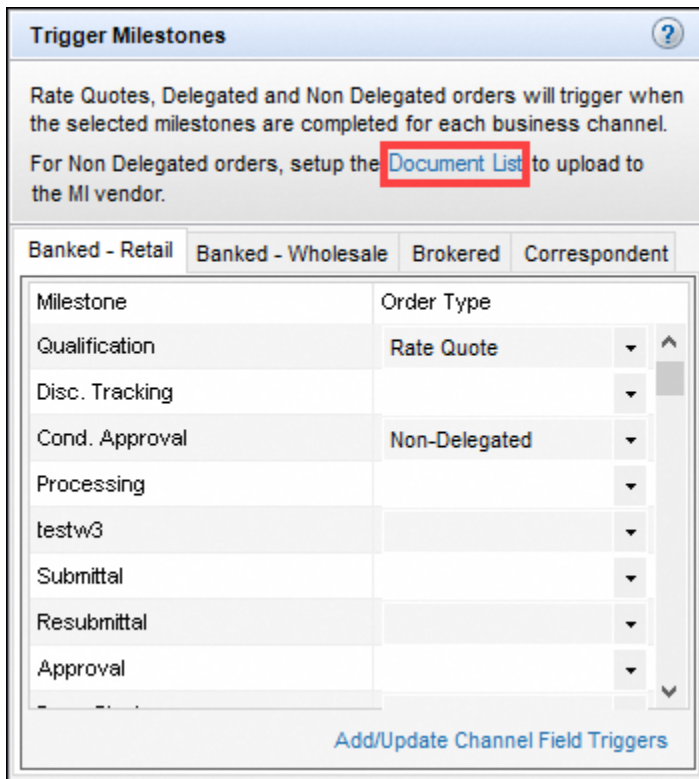 Trigger Milestones
?
Rate Quotes, Delegated and Non Delegated orders will trigger when
the selected milestones are completed for each business channel.
For Non Delegated orders, setup the Document List to upload to
the MI vendor.
Banked - Retail Banked - Wholesale Brokered Correspondent
Milestone Order Type
Qualification Rate Quote
Disc. Tracking
Cond. Approval Non-Delegated
Processing
testw3
Submittal
Resubmittal
Approval
Add/Update Channel Field Triggers